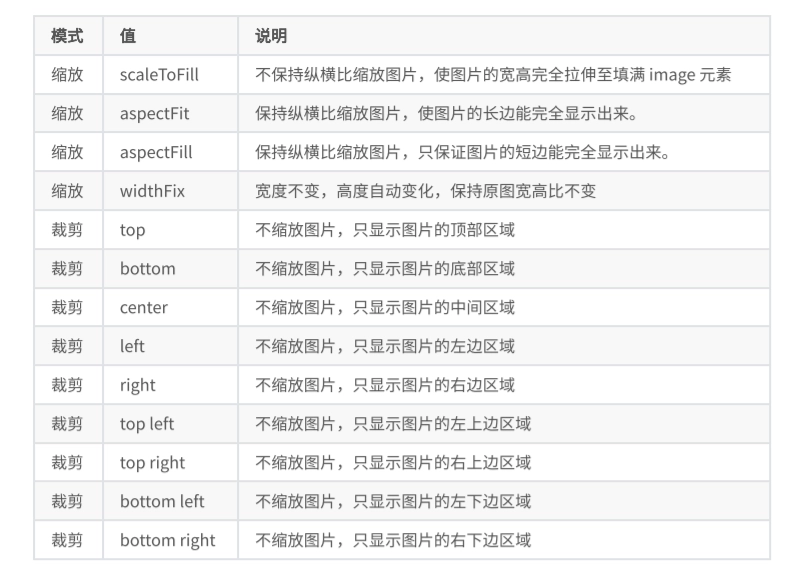 模式 值 说明
缩放 scaleToFill 不保持纵横比缩放图片，使图片的宽高完全拉伸至填满 image 元素
缩放 aspectFit 保持纵横比缩放图片，使图片的长边能完全显示出来。
缩放 aspectFill 保持纵横比缩放图片，只保证图片的短边能完全显示出来。
缩放 widthFix 宽度不变，高度自动变化，保持原图宽高比不变
裁剪 top 不缩放图片，只显示图片的顶部区域
裁剪 bottom 不缩放图片，只显示图片的底部区域
裁剪 center 不缩放图片，只显示图片的中间区域
裁剪 left 不缩放图片，只显示图片的左边区域
裁剪 right 不缩放图片，只显示图片的右边区域
裁剪 top left 不缩放图片，只显示图片的左上边区域
裁剪 top right 不缩放图片，只显示图片的右上边区域
裁剪 bottom left 不缩放图片，只显示图片的左下边区域
裁剪 bottom right 不缩放图片，只显示图片的右下边区域